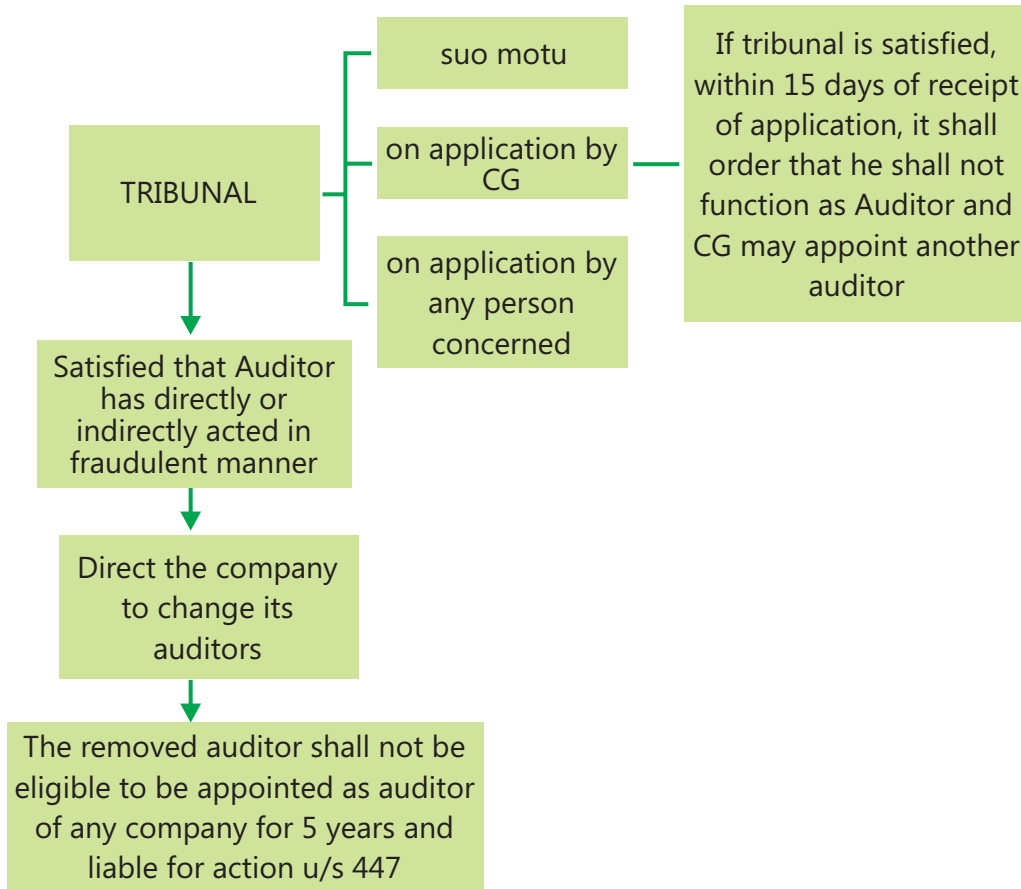 TRIBUNAL
suo motu
on application by
CG
on application by
any person
concerned
If tribunal is satisfied,
within 15 days of receipt
of application, it shall
order that he shall not
function as Auditor and
CG may appoint another
auditor
Satisfied that Auditor
has directly or
indirectly acted in
fraudulent manner
Direct the company
to change its
auditors
The removed auditor shall not be
eligible to be appointed as auditor
of any company for 5 years and
liable for action u/s 447